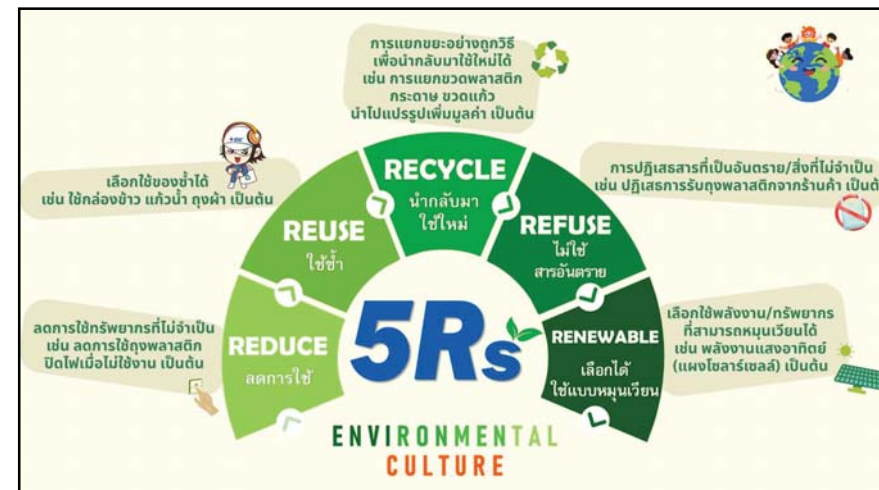 การแยกขยะอย่างถูกวิธี
เพื่อนำกลับมาใช้ใหม่ได้
เช่น การแยกขวดพลาสติก
กระดาษ ขวดแก้ว
นำไปแปรรูปเพิ่มมูลค่า เป็นต้น
เลือกใช้ของซ้ำได้
เช่น ใช้กล่องข้าว แก้วน้ำ ถุงผ้า เป็นต้น
การปฏิเสธสารที่เป็นอันตราย/สิ่งที่ไม่จำเป็น
เช่น ปฏิเสธการรับถุงพลาสติกจากร้านค้า เป็นต้น
RECYCLE
นำกลับมา
ใช้ใหม่
REUSE
ใช้ซ้ำ
REFUSE
ไม่ใช้
สารอันตราย
ลดการใช้ทรัพยากรที่ไม่จำเป็น
เช่น ลดการใช้ถุงพลาสติก
ปิดไฟเมื่อไม่ใช้งาน เป็นต้น
REDUCE
ลดการใช้
5Rs
RENEWABLE
เลือกได้
ใช้แบบหมุนเวียน
เลือกใช้พลังงาน/ทรัพยากร
ที่สามารถหมุนเวียนได้
เช่น พลังงานแสงอาทิตย์
(แผงโซลาร์เซลล์) เป็นต้น
ENVIRONMENTAL
CULTURE